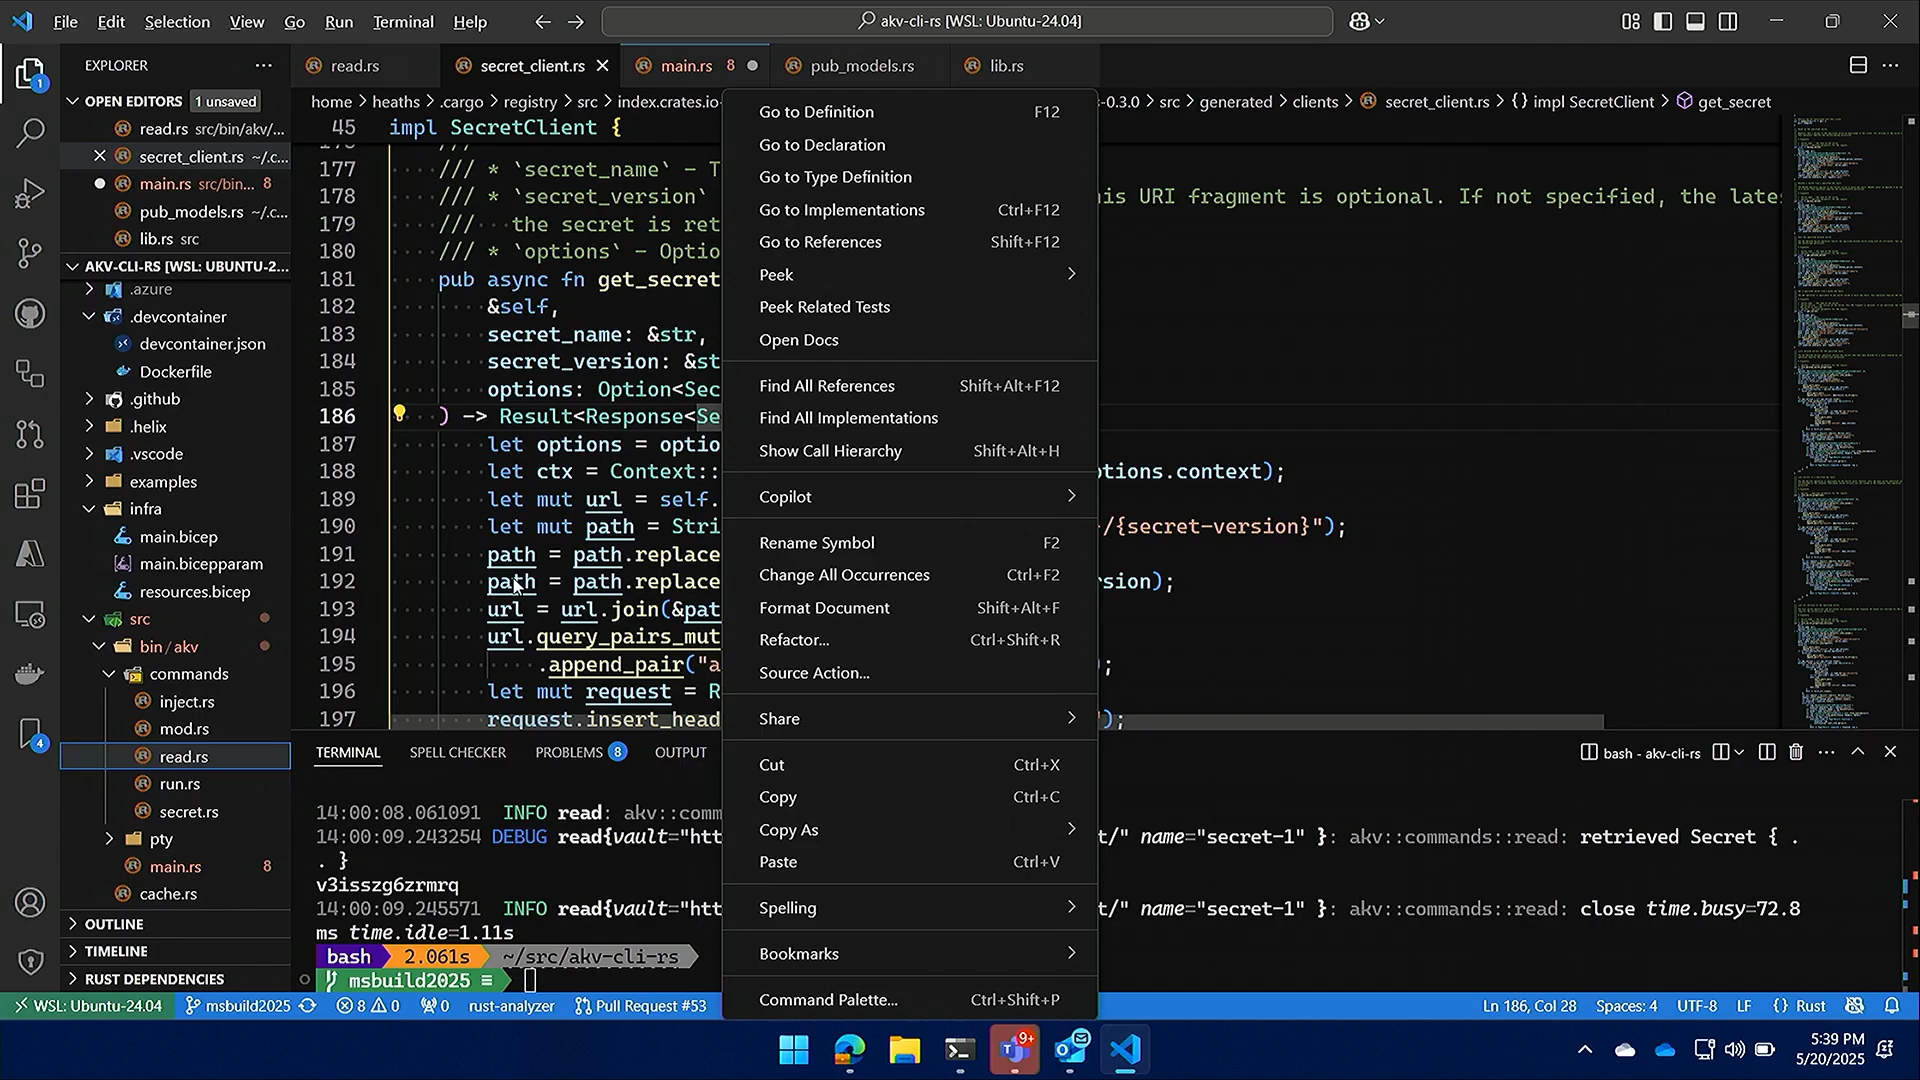 File Edit Selection View Go Run Terminal Help
akv-cli-rs [WSL: Ubuntu-24.04]
EXPLORER
OPEN EDITORS 1 unsaved
read.rs src/bin/akv/...
secret_client.rs ~/.c...
main.rs src/bin... 8
pub_models.rs ~/.c...
lib.rs src
AKV-CLI-RS [WSL: UBUNTU-2...
.azure
.devcontainer
devcontainer.json
Dockerfile
.github
.helix
.vscode
examples
infra
main.bicep
main.bicepparam
resources.bicep
src
bin / akv
commands
inject.rs
mod.rs
read.rs
run.rs
secret.rs
pty
main.rs 8
cache.rs
OUTLINE
TIMELINE
RUST DEPENDENCIES
1
4
read.rs secret_client.rs main.rs 8 pub_models.rs lib.rs
home > heaths > .cargo > registry > src > index.crates.io- -0.3.0 > src > generated > clients > secret_client.rs > {} impl SecretClient > get_secret
45 impl SecretClient {
177 /// * `secret_name` - T
178 /// * `secret_version` his URI fragment is optional. If not specified, the lates
179 /// the secret is ret
180 /// * `options` - Optio
181 pub async fn get_secret
182 &self,
183 secret_name: &str,
184 secret_version: &st
185 options: Option<Sec
186 ) -> Result<Response<Se
187 let options = optio
188 let ctx = Context:: ptions.context);
189 let mut url = self.
190 let mut path = Stri /{secret-version}");
191 path = path.replace
192 path = path.replace sion);
193 url = url.join(&pat
194 url.query_pairs_mut
195 .append_pair("a ;
196 let mut request = R
197 request.insert_head ");
Go to Definition F12
Go to Declaration
Go to Type Definition
Go to Implementations Ctrl+F12
Go to References Shift+F12
Peek
Peek Related Tests
Open Docs
Find All References Shift+Alt+F12
Find All Implementations
Show Call Hierarchy Shift+Alt+H
Copilot
Rename Symbol F2
Change All Occurrences Ctrl+F2
Format Document Shift+Alt+F
Refactor... Ctrl+Shift+R
Source Action...
Share
Cut Ctrl+X
Copy Ctrl+C
Copy As
Paste Ctrl+V
Spelling
Bookmarks
Command Palette... Ctrl+Shift+P
TERMINAL SPELL CHECKER PROBLEMS 8 OUTPUT bash - akv-cli-rs
14:00:08.061091 INFO read: akv::comm
14:00:09.243254 DEBUG read{vault="htt t/" name="secret-1" }: akv::commands::read: retrieved Secret { .
. }
v3isszg6zrmrq
14:00:09.245571 INFO read{vault="htt t/" name="secret-1" }: akv::commands::read: close time.busy=72.8
ms time.idle=1.11s
bash 2.061s ~/src/akv-cli-rs
msbuild2025 ≡
WSL: Ubuntu-24.04 msbuild2025 8 0 0 rust-analyzer Pull Request #53 Ln 186, Col 28 Spaces: 4 UTF-8 LF {} Rust
9+
5:39 PM
5/20/2025